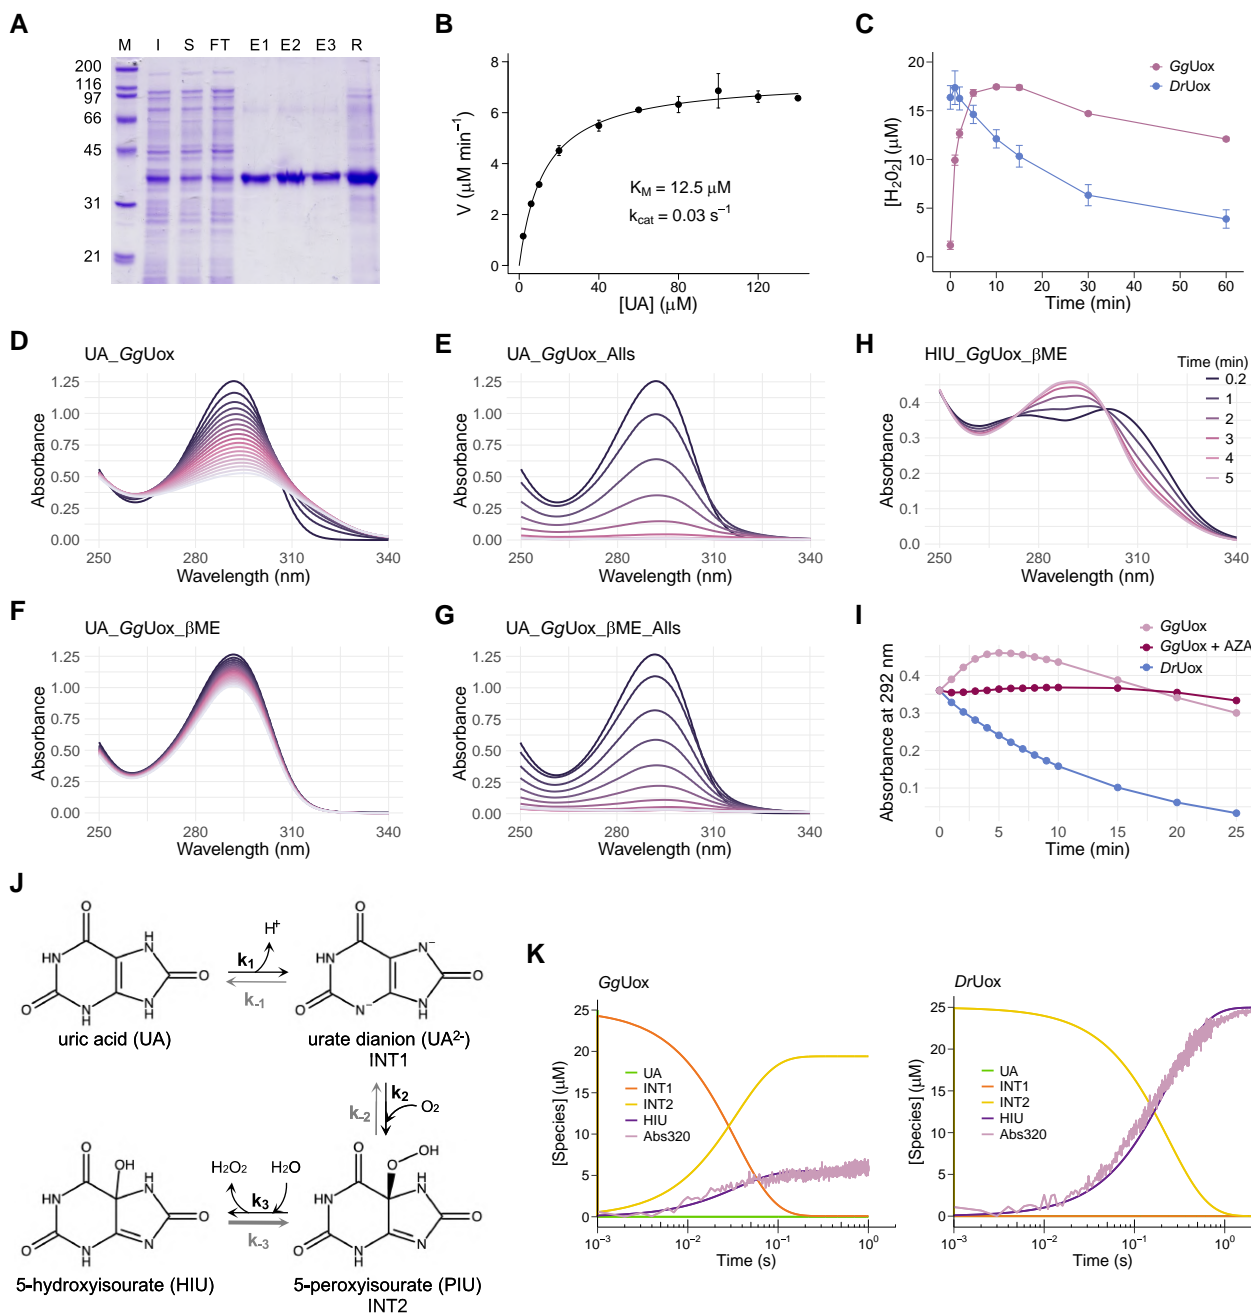 A
M I S FT E1 E2 E3 R
200
116
97
66
45
31
21
B
V (μM min⁻¹)
8
6
4
2
0
K_M = 12.5 μM
k_cat = 0.03 s⁻¹
0 40 80 120
[UA] (μM)
C
[H₂O₂] (μM)
20
15
10
5
0
GgUox
DrUox
0 10 20 30 40 50 60
Time (min)
D
UA_GgUox
Absorbance
1.25
1.00
0.75
0.50
0.25
0.00
250 280 310 340
Wavelength (nm)
E
UA_GgUox_Alls
Absorbance
1.25
1.00
0.75
0.50
0.25
0.00
250 280 310 340
Wavelength (nm)
H
HIU_GgUox_βME
Time (min)
0.2
1
2
3
4
5
Absorbance
0.4
0.3
0.2
0.1
0.0
250 280 310 340
Wavelength (nm)
F
UA_GgUox_βME
Absorbance
1.25
1.00
0.75
0.50
0.25
0.00
250 280 310 340
Wavelength (nm)
G
UA_GgUox_βME_Alls
Absorbance
1.25
1.00
0.75
0.50
0.25
0.00
250 280 310 340
Wavelength (nm)
I
GgUox
GgUox + AZA
DrUox
Absorbance at 292 nm
0.4
0.3
0.2
0.1
0 5 10 15 20 25
Time (min)
J
O
HN
H
N
O
N
H
N
H
O
uric acid (UA)
k₁
H⁺
k₋₁
O
HN
N⁻
O
N⁻
N
H
O
urate dianion (UA²⁻)
INT1
k₋₂
k₂
O₂
O
OH
HN
H
N
O
N
H
N
O
5-hydroxyisourate (HIU)
H₂O₂
H₂O
k₃
k₋₃
O
O
OH
HN
H
N
O
N
H
N
O
5-peroxyisourate (PIU)
INT2
K
GgUox
[Species] (μM)
25
20
15
10
5
0
UA
INT1
INT2
HIU
Abs320
10⁻³ 10⁻² 10⁻¹ 10⁰
Time (s)
DrUox
[Species] (μM)
25
20
15
10
5
0
UA
INT1
INT2
HIU
Abs320
10⁻³ 10⁻² 10⁻¹ 10⁰
Time (s)